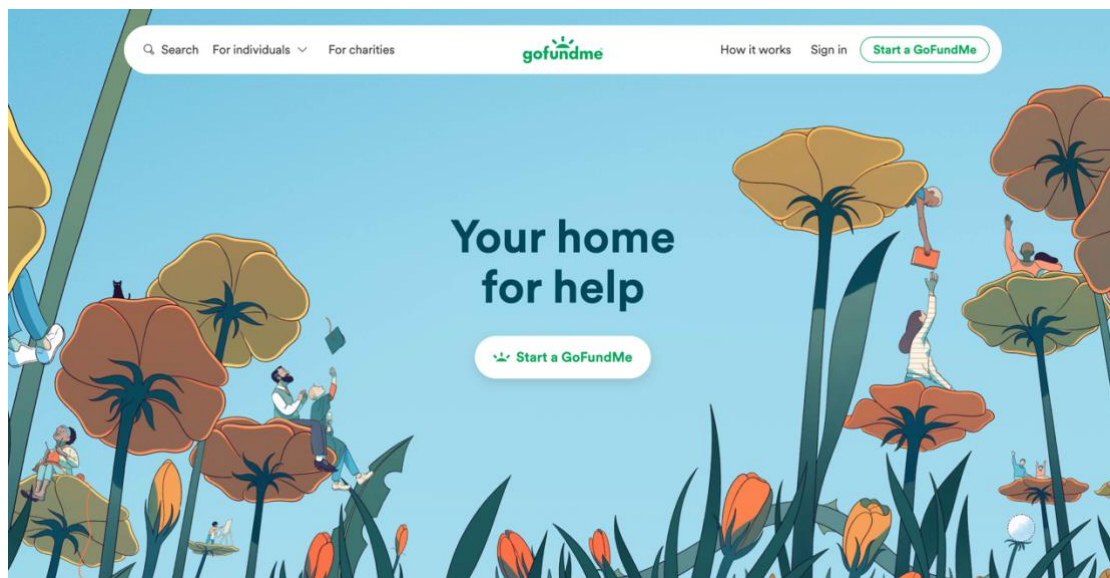 Search For individuals For charities gofundme How it works Sign in Start a GoFundMe
Your home
for help
Start a GoFundMe